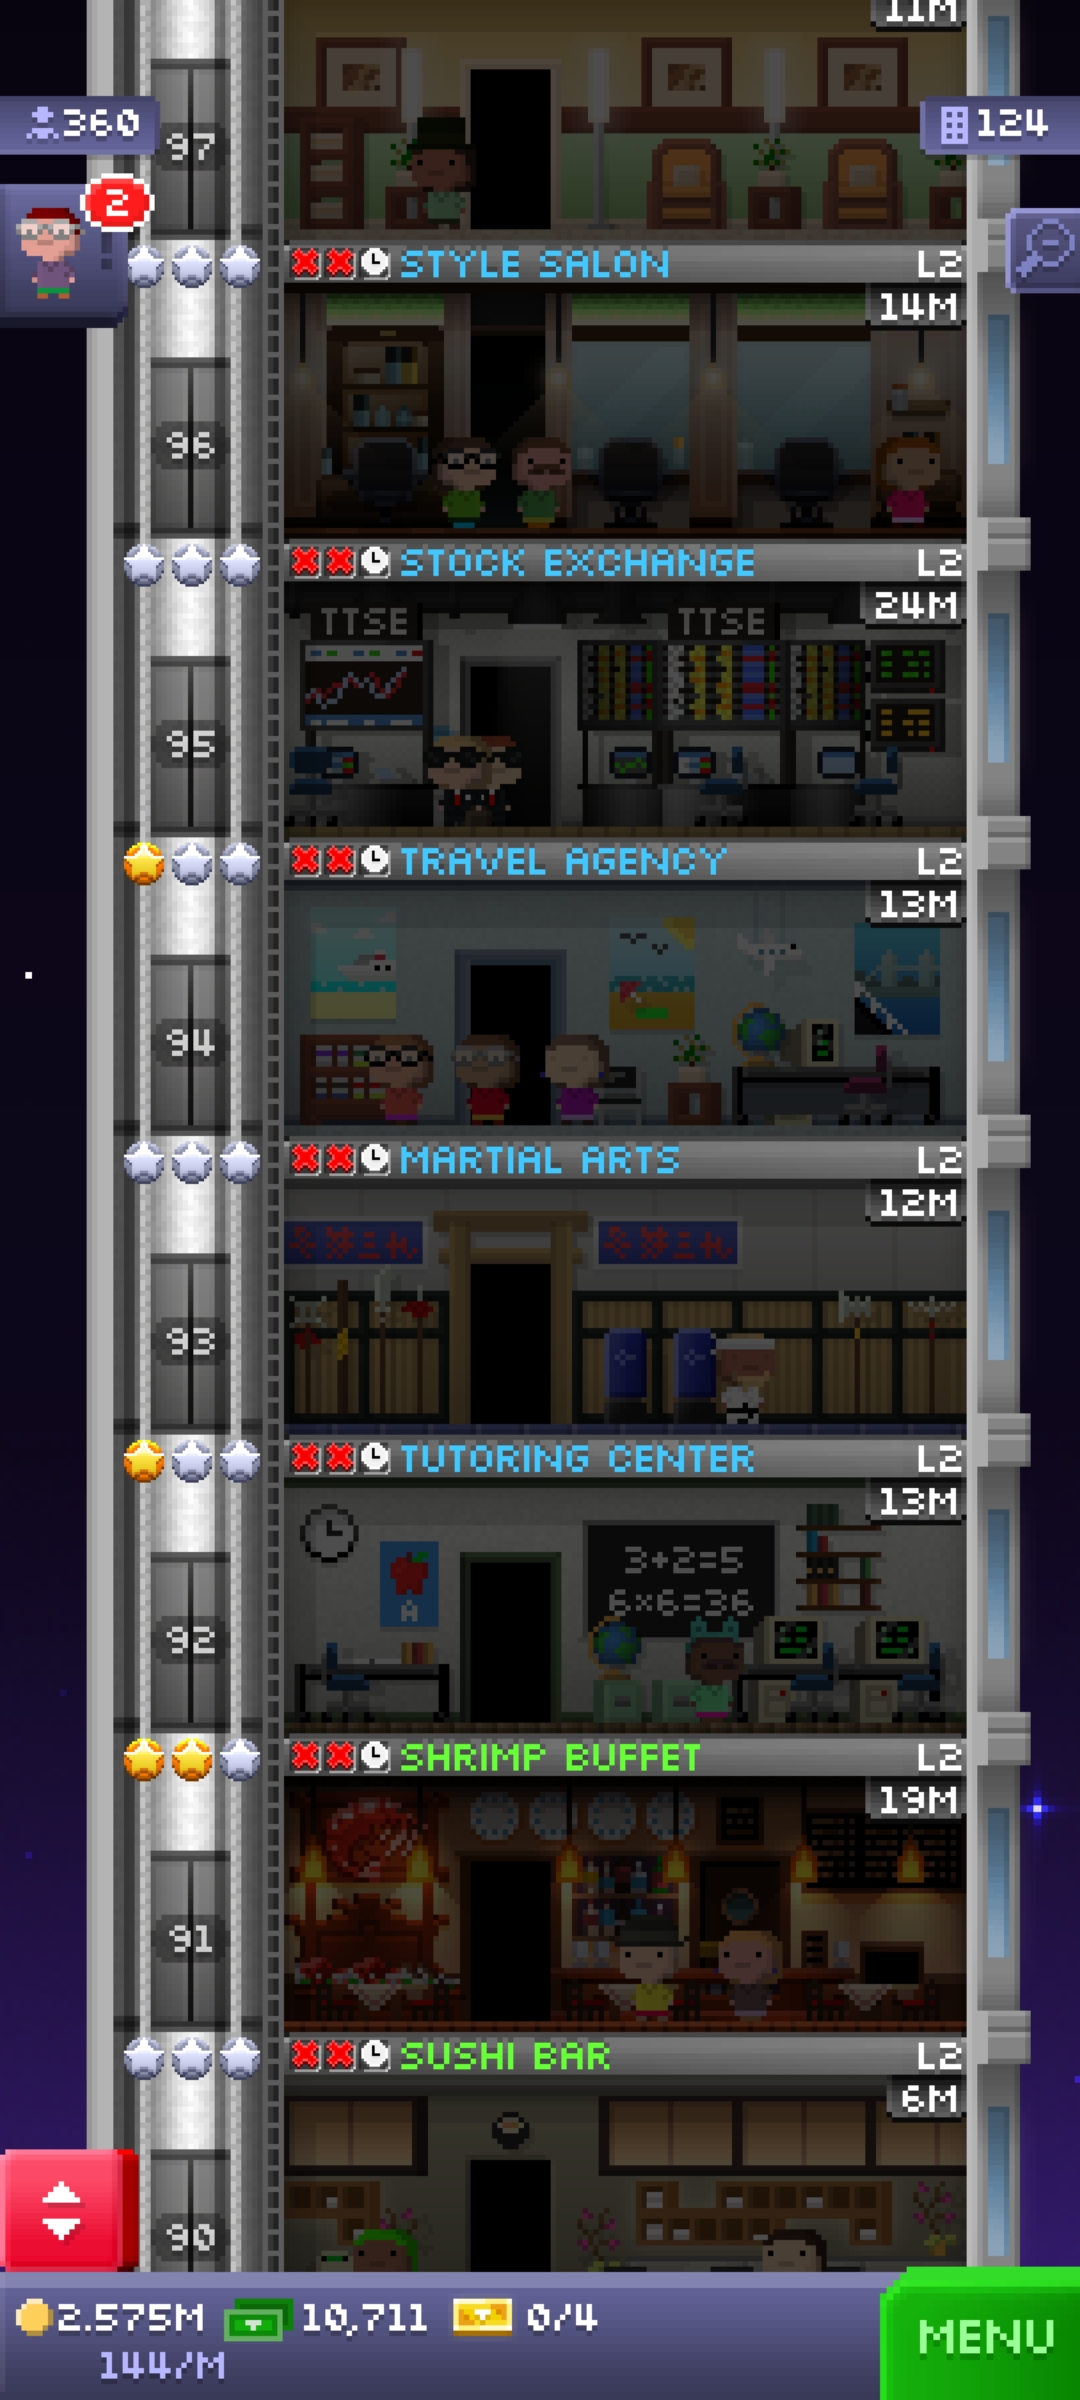 11M
360
124
97
2
STYLE SALON L2
14M
96
STOCK EXCHANGE L2
24M
TTSE TTSE
95
TRAVEL AGENCY L2
13M
94
MARTIAL ARTS L2
12M
93
TUTORING CENTER L2
13M
3+2=5
A
6x6=36
92
SHRIMP BUFFET L2
19M
91
SUSHI BAR L2
6M
90
2.575M 10,711 0/4
144/M
MENU